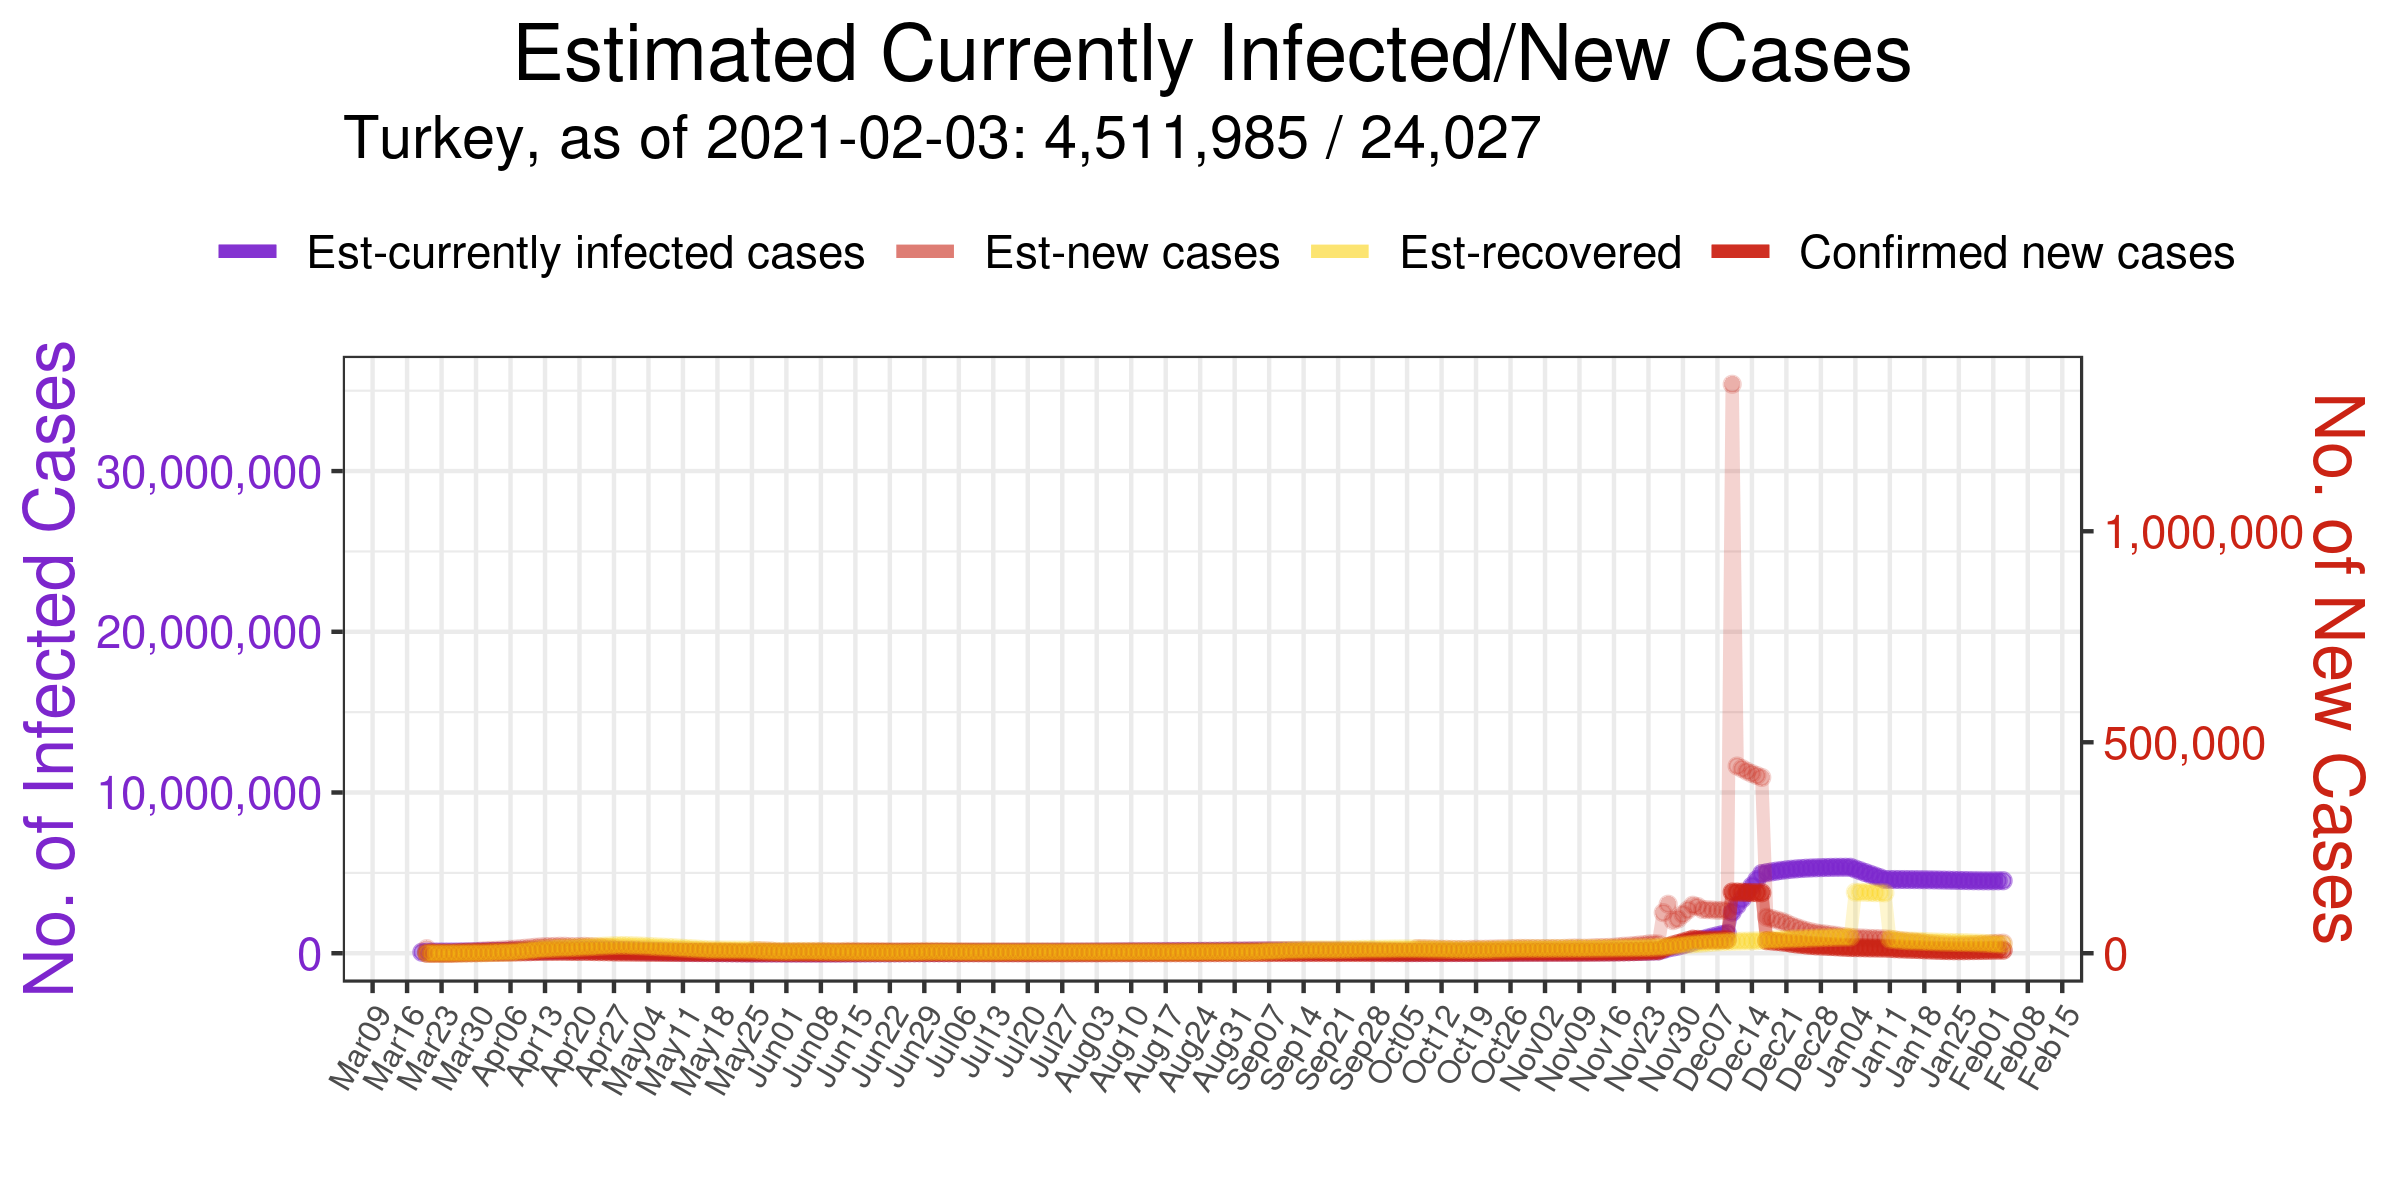 Estimated Currently Infected/New Cases
Turkey, as of 2021-02-03: 4,511,985 / 24,027
Est-currently infected cases
Est-new cases
Est-recovered
Confirmed new cases
No. of Infected Cases
30,000,000
20,000,000
10,000,000
0
1,000,000
500,000
0
No. of New Cases
Mar09
Mar16
Mar23
Mar30
Apr06
Apr13
Apr20
Apr27
May04
May11
May18
May25
Jun01
Jun08
Jun15
Jun22
Jun29
Jul06
Jul13
Jul20
Jul27
Aug03
Aug10
Aug17
Aug24
Aug31
Sep07
Sep14
Sep21
Sep28
Oct05
Oct12
Oct19
Oct26
Nov02
Nov09
Nov16
Nov23
Nov30
Dec07
Dec14
Dec21
Dec28
Jan04
Jan11
Jan18
Jan25
Feb01
Feb08
Feb15